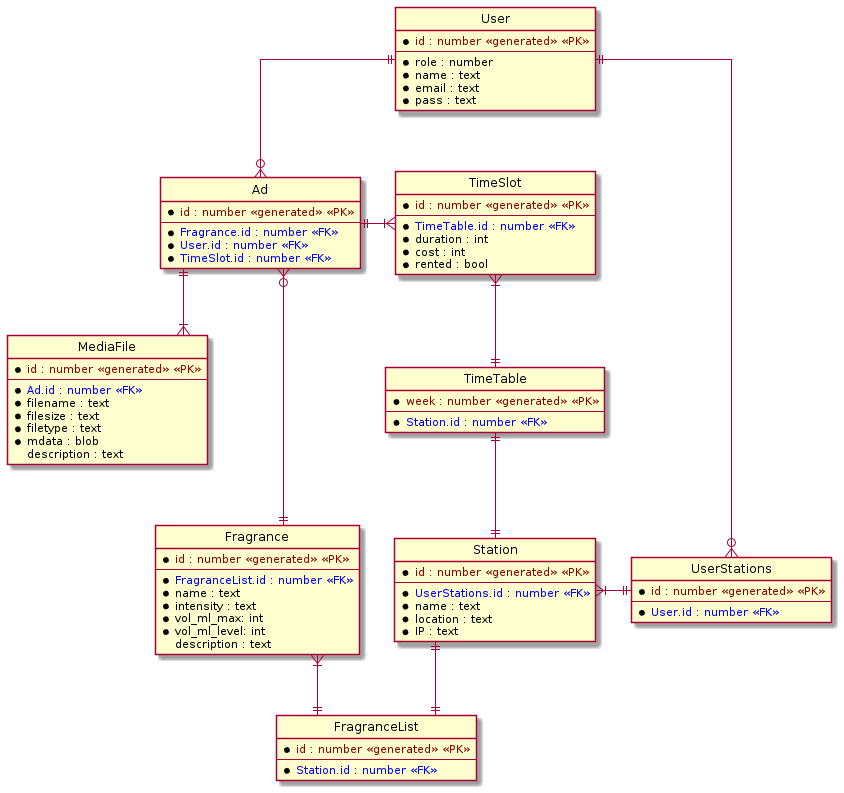 User
id : number «generated» «PK»
role : number
name : text
email : text
pass : text
Ad
id : number «generated» «PK»
Fragrance.id : number «FK»
User.id : number «FK»
TimeSlot.id : number «FK»
TimeSlot
id : number «generated» «PK»
TimeTable.id : number «FK»
duration : int
cost : int
rented : bool
MediaFile
id : number «generated» «PK»
Ad.id : number «FK»
filename : text
filesize : text
filetype : text
mdata : blob
description : text
TimeTable
week : number «generated» «PK»
Station.id : number «FK»
Fragrance
id : number «generated» «PK»
FragranceList.id : number «FK»
name : text
intensity : text
vol_ml_max: int
vol_ml_level: int
description : text
Station
id : number «generated» «PK»
UserStations.id : number «FK»
name : text
location : text
IP : text
UserStations
id : number «generated» «PK»
User.id : number «FK»
FragranceList
id : number «generated» «PK»
Station.id : number «FK»